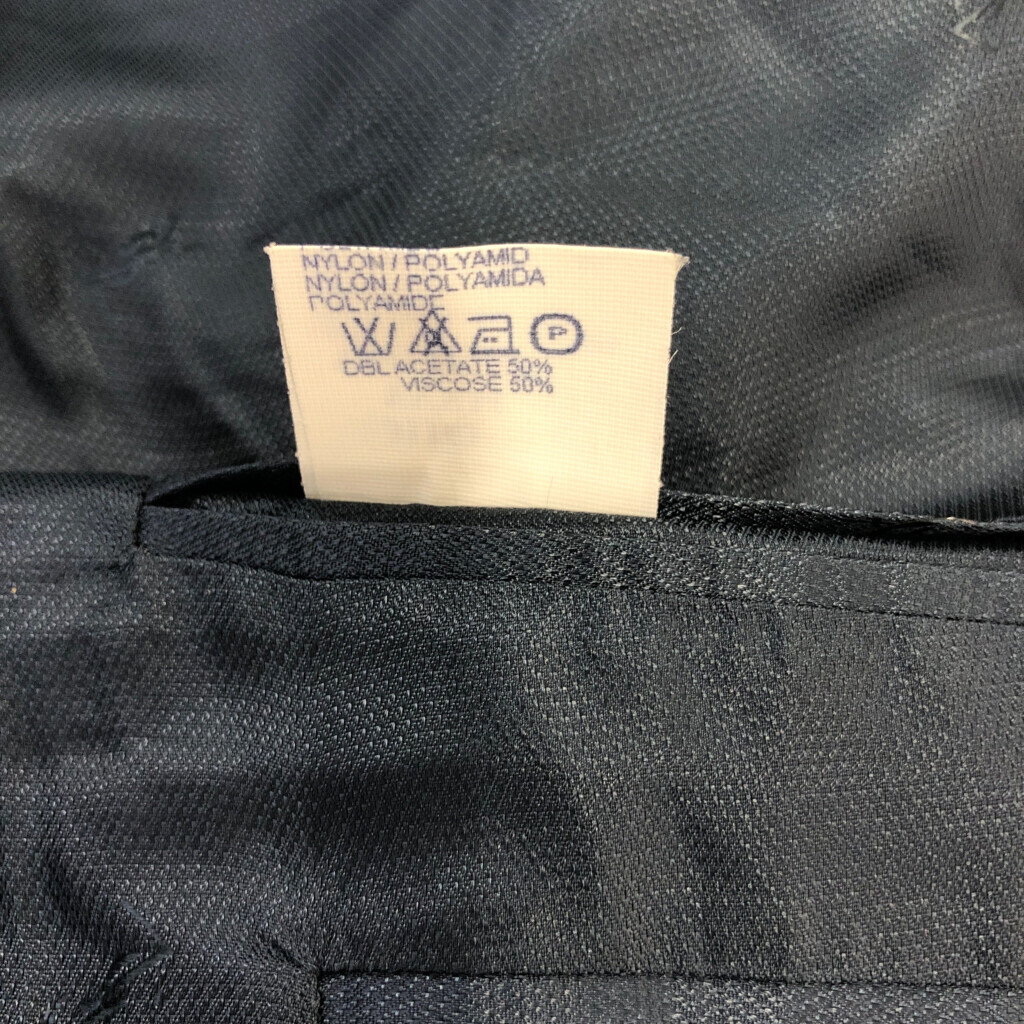 NYLON / POLYAMID
NYLON / POLYAMIDA
POLYAMIDE
P
DBL ACETATE 50%
VISCOSE 50%